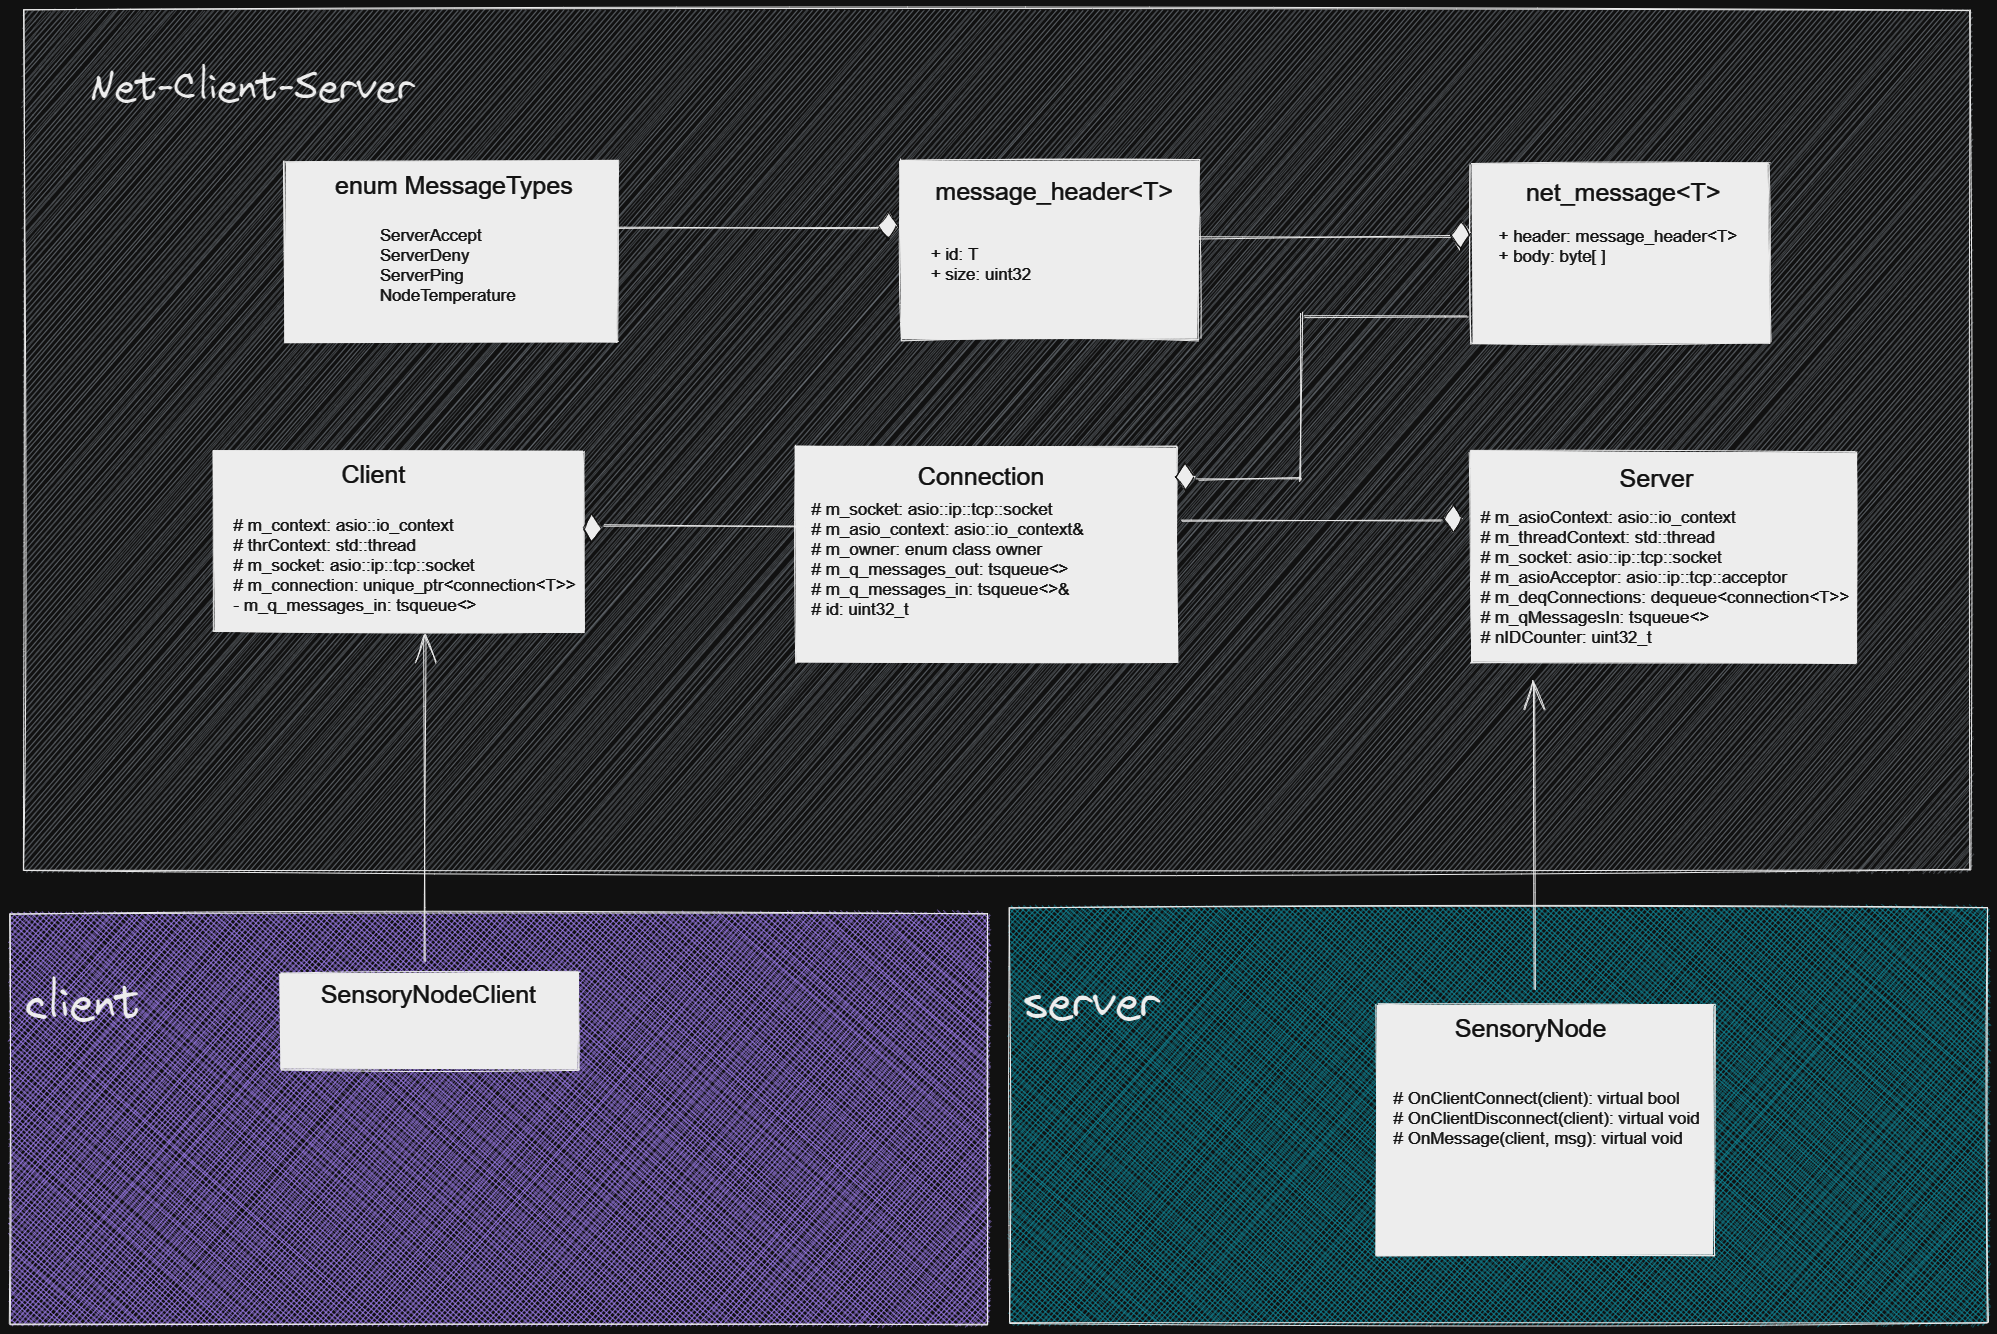 Net-Client-Server
enum MessageTypes
ServerAccept
ServerDeny
ServerPing
NodeTemperature
message_header<T>
+ id: T
+ size: uint32
net_message<T>
+ header: message_header<T>
+ body: byte[ ]
Client
# m_context: asio::io_context
# thrContext: std::thread
# m_socket: asio::ip::tcp::socket
# m_connection: unique_ptr<connection<T>>
- m_q_messages_in: tsqueue<>
Connection
# m_socket: asio::ip::tcp::socket
# m_asio_context: asio::io_context&
# m_owner: enum class owner
# m_q_messages_out: tsqueue<>
# m_q_messages_in: tsqueue<>&
# id: uint32_t
Server
# m_asioContext: asio::io_context
# m_threadContext: std::thread
# m_socket: asio::ip::tcp::socket
# m_asioAcceptor: asio::ip::tcp::acceptor
# m_deqConnections: dequeue<connection<T>>
# m_qMessagesIn: tsqueue<>
# nIDCounter: uint32_t
client
SensoryNodeClient
server
SensoryNode
# OnClientConnect(client): virtual bool
# OnClientDisconnect(client): virtual void
# OnMessage(client, msg): virtual void